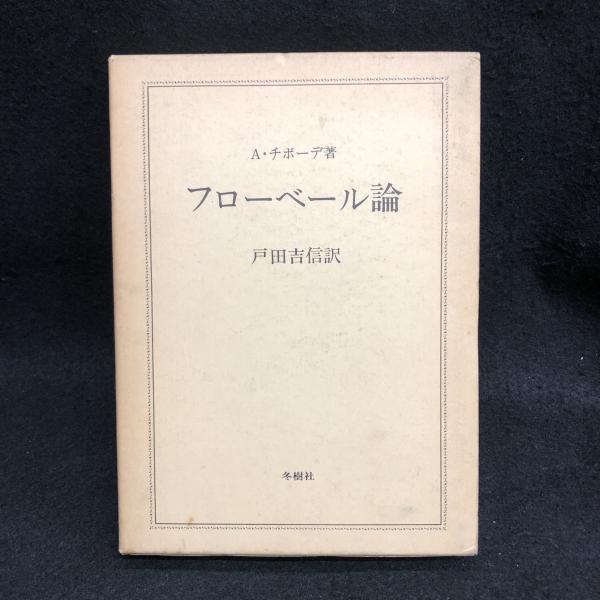 A・チボーデ著
フローベール論
戸田吉信訳
冬樹社